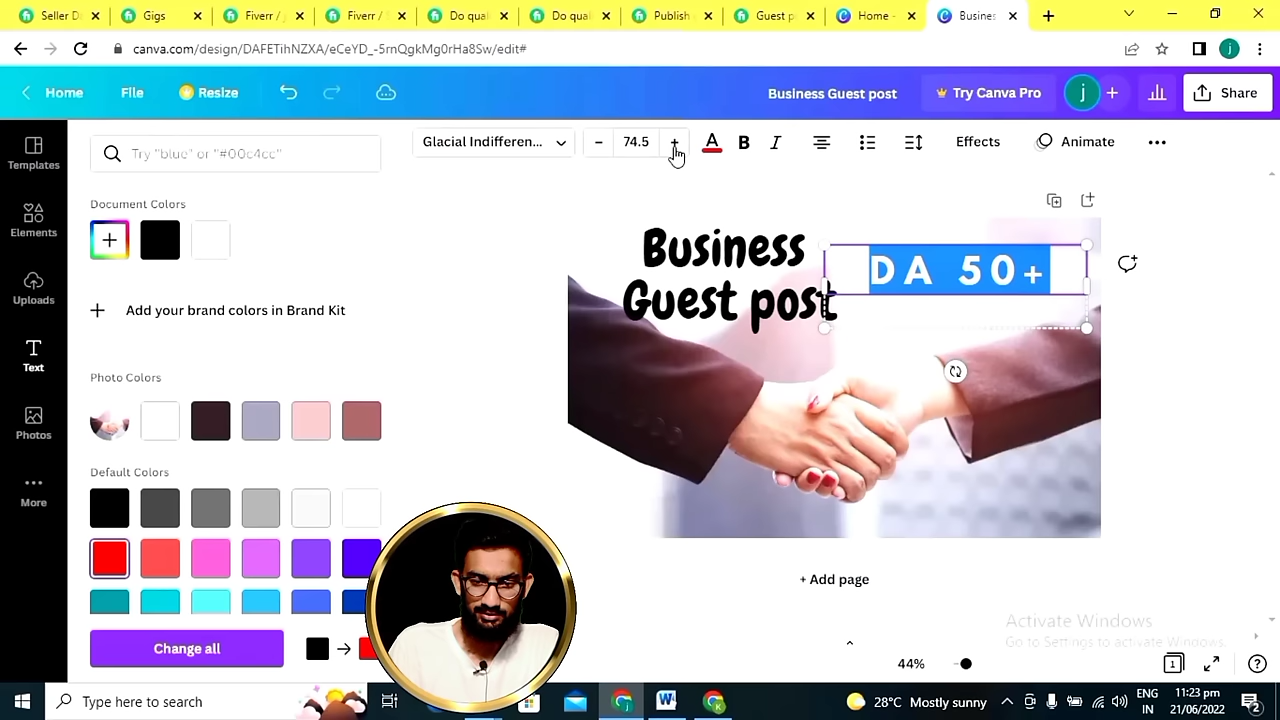 Seller D
Gigs
Fiverr /
Fiverr /
Do qual
Do qual
Publish
Guest p
Home -
Busines
canva.com/design/DAFETihNZXA/eCeYD_-5rnQgkMg0rHa8Sw/edit#
j
Home
File
Resize
Business Guest post
Try Canva Pro
j
Share
Templates
Elements
Uploads
Text
Photos
More
Try "blue" or "#00c4cc"
Glacial Indifferen...
74.5
A
B
I
Effects
Animate
Document Colors
Add your brand colors in Brand Kit
Photo Colors
Default Colors
Change all
Business
Guest post
DA 50+
+ Add page
Activate Windows
Go to Settings to activate Windows.
44%
1
Type here to search
28°C Mostly sunny
ENG
IN
11:23 pm
21/06/2022
2